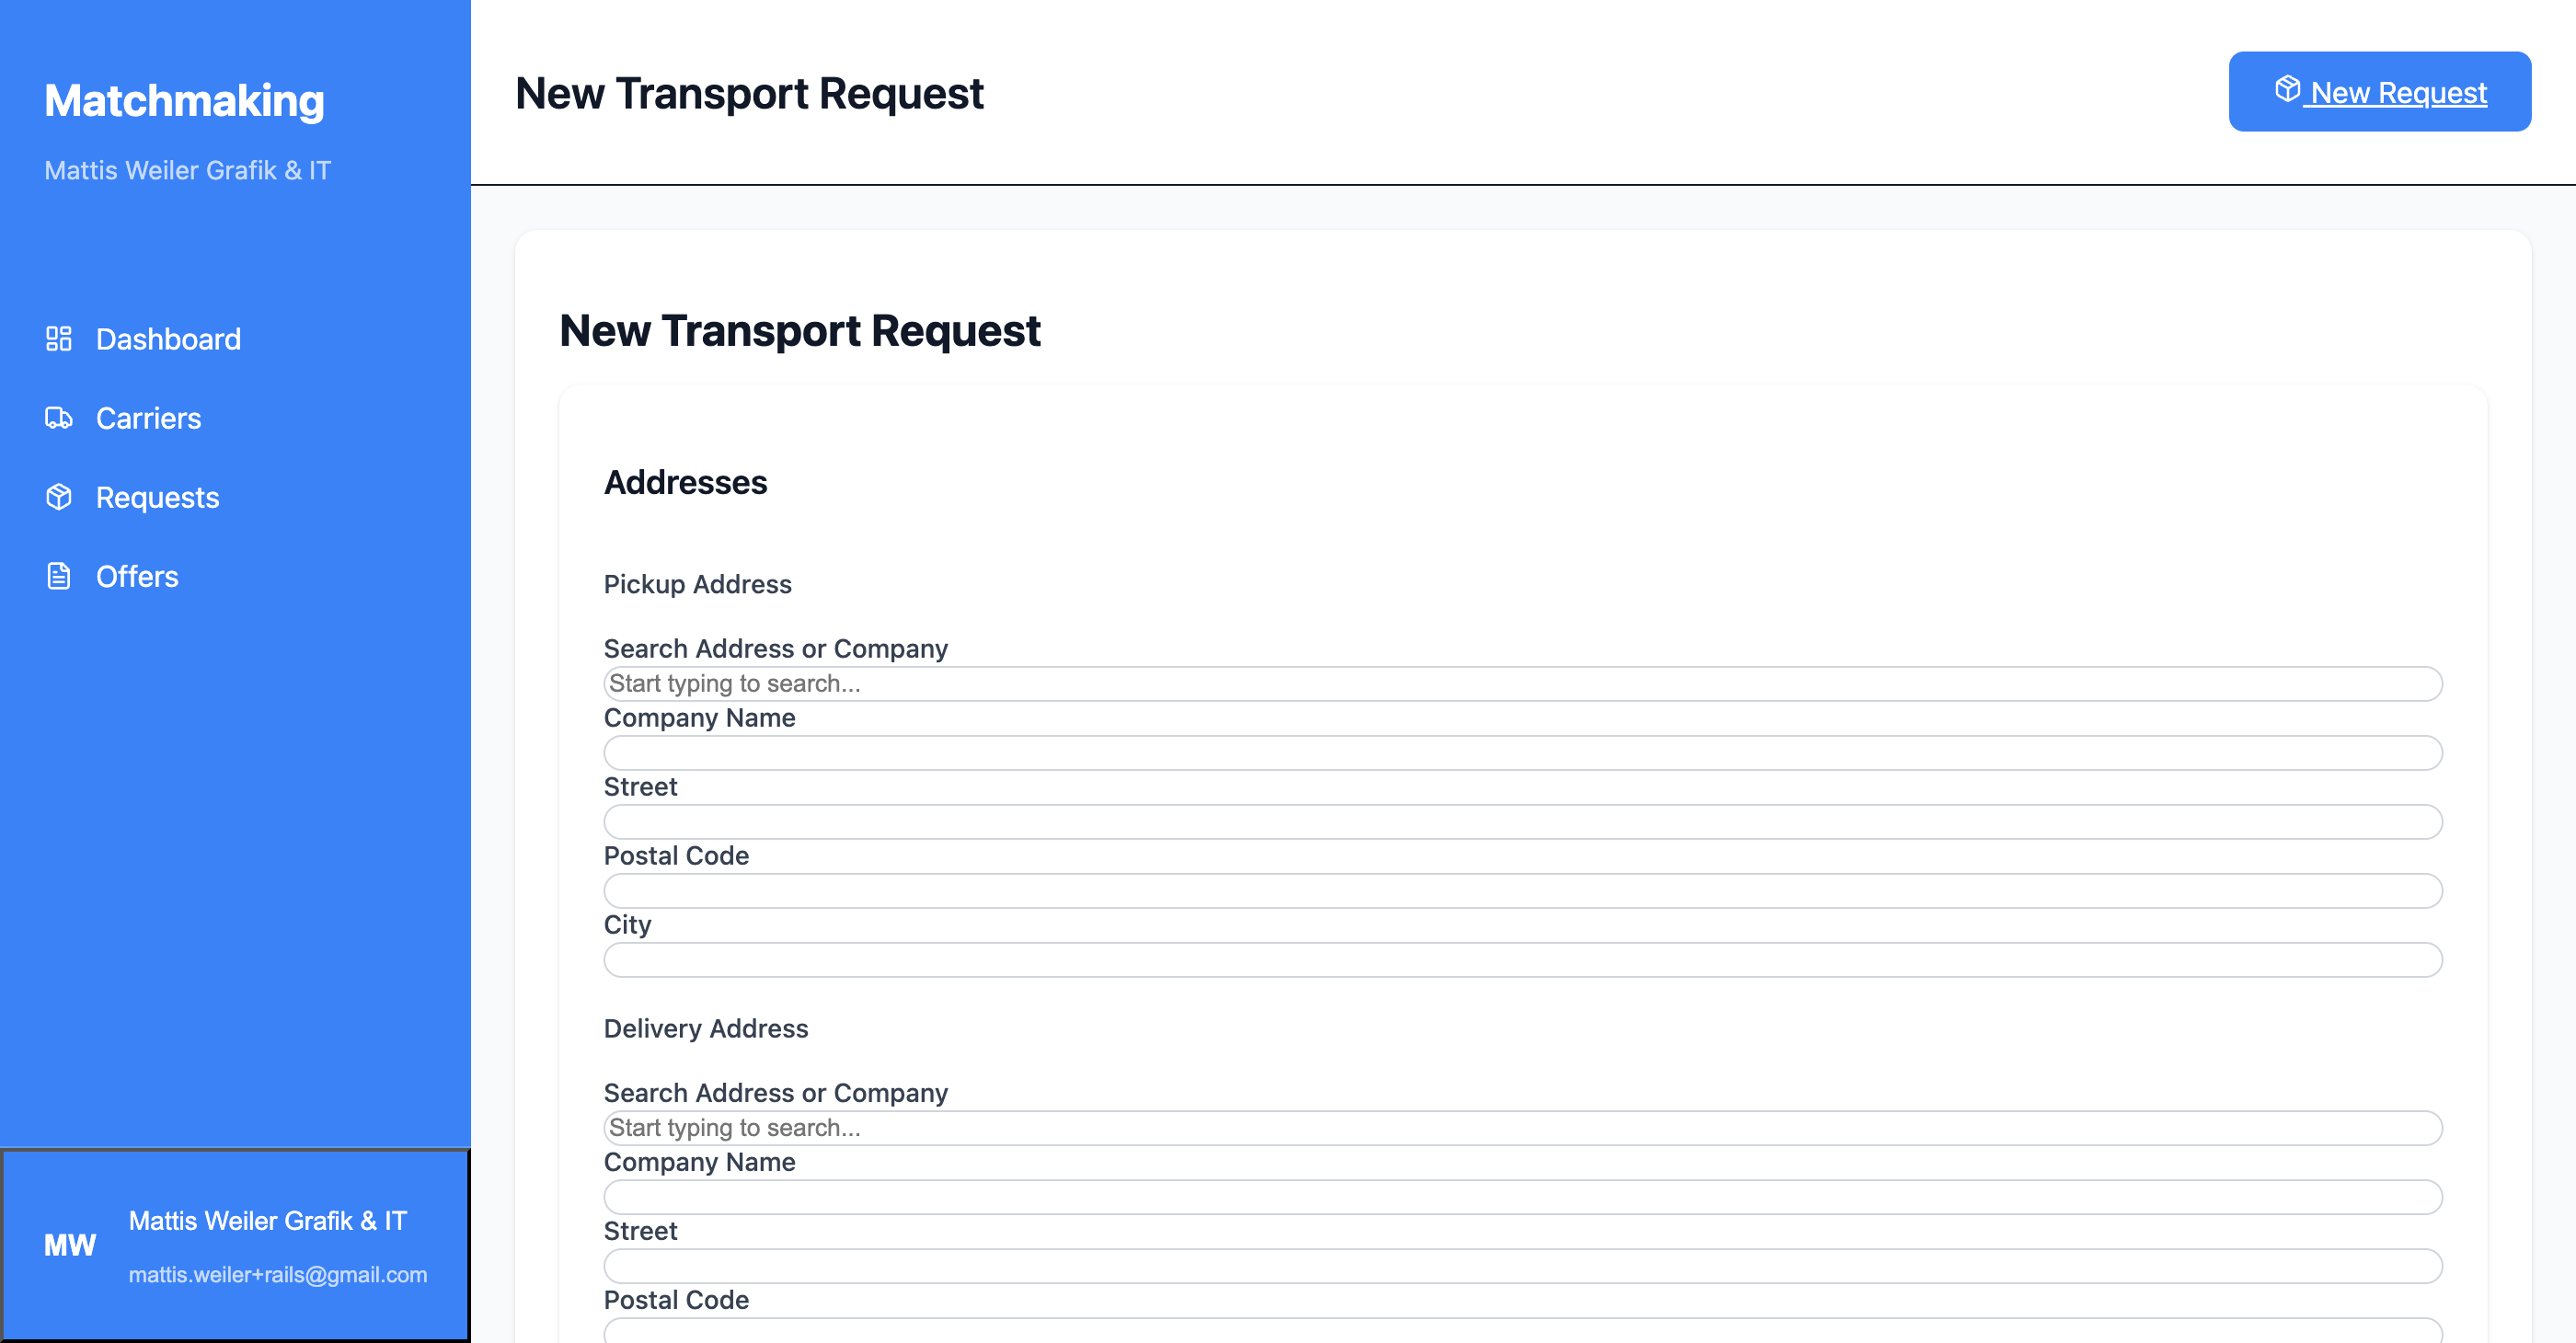 Matchmaking
Mattis Weiler Grafik & IT
Dashboard
Carriers
Requests
Offers
MW
Mattis Weiler Grafik & IT
mattis.weiler+rails@gmail.com
New Transport Request
New Request
New Transport Request
Addresses
Pickup Address
Search Address or Company
Start typing to search...
Company Name
Street
Postal Code
City
Delivery Address
Search Address or Company
Start typing to search...
Company Name
Street
Postal Code